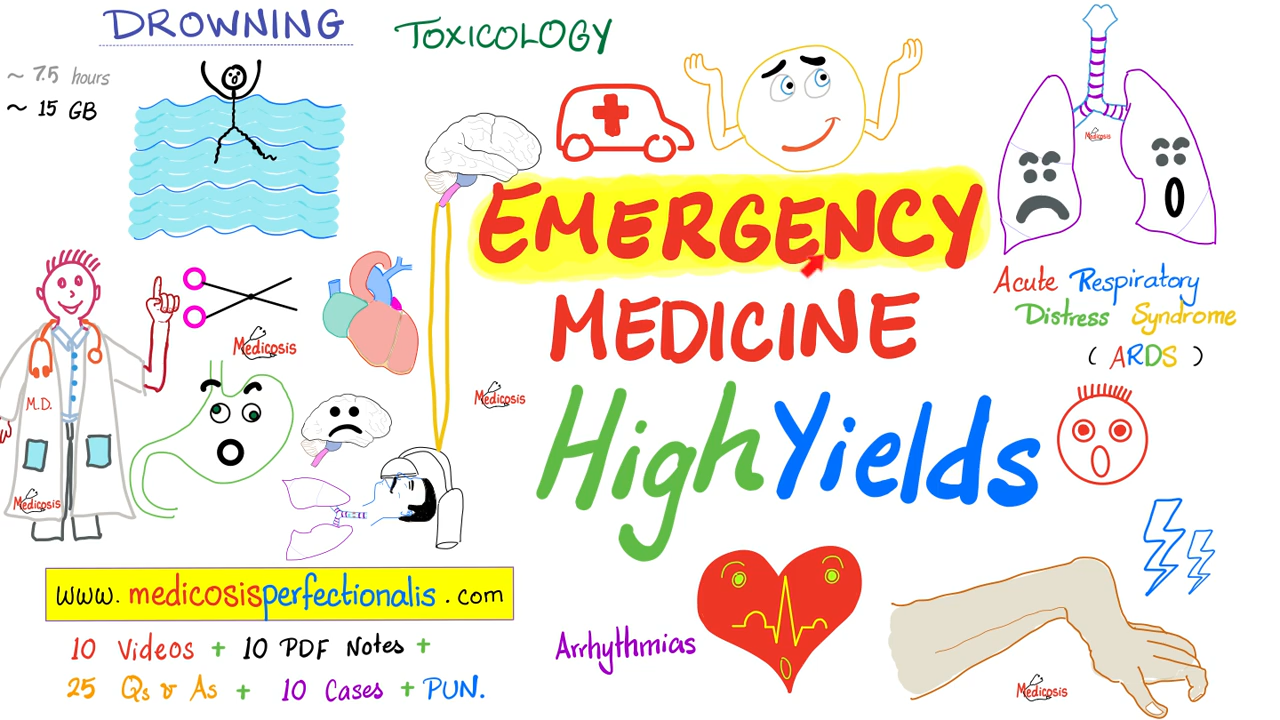 DROWNING
TOXICOLOGY
~ 7.5 hours
~ 15 GB
Medicosis
EMERGENCY
MEDICINE
High Yields
Acute Respiratory
Distress Syndrome
(ARDS)
Medicosis
Medicosis
M.D.
Medicosis
www.medicosisperfectionalis.com
10 Videos + 10 PDF Notes +
25 Qs & As + 10 Cases + PUN.
Arrhythmias
Medicosis